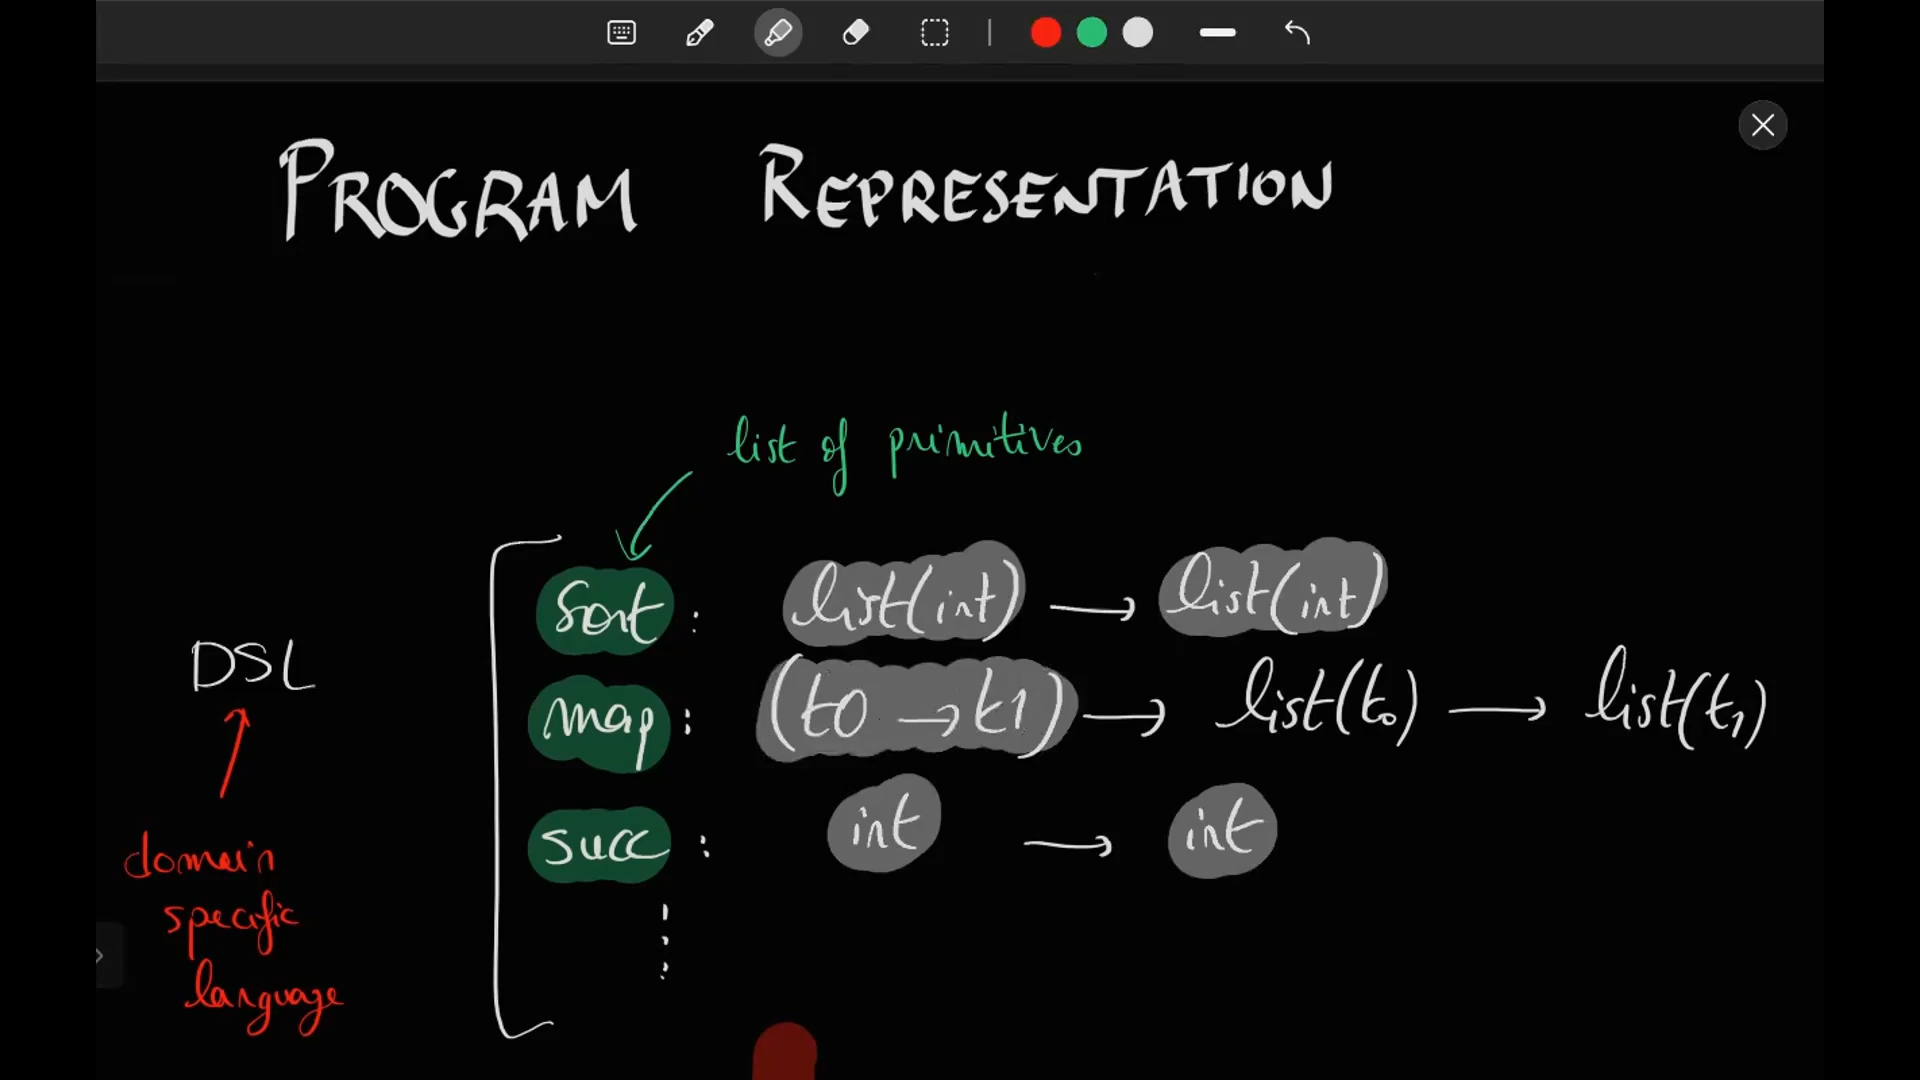 PROGRAM REPRESENTATION
list of primitives
sort : list(int) → list(int)
DSL
map : (t0 → t1) → list(t₀) → list(t₁)
succ : int → int
domain
specific
language